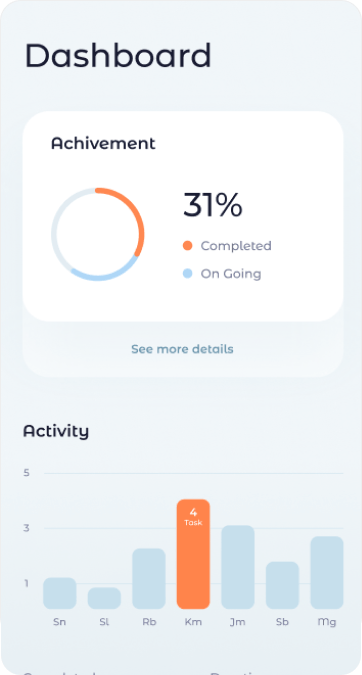 Dashboard
Achivement
31%
Completed
On Going
See more details
Activity
5
3
1
4
Task
Sn Sl Rb Km Jm Sb Mg